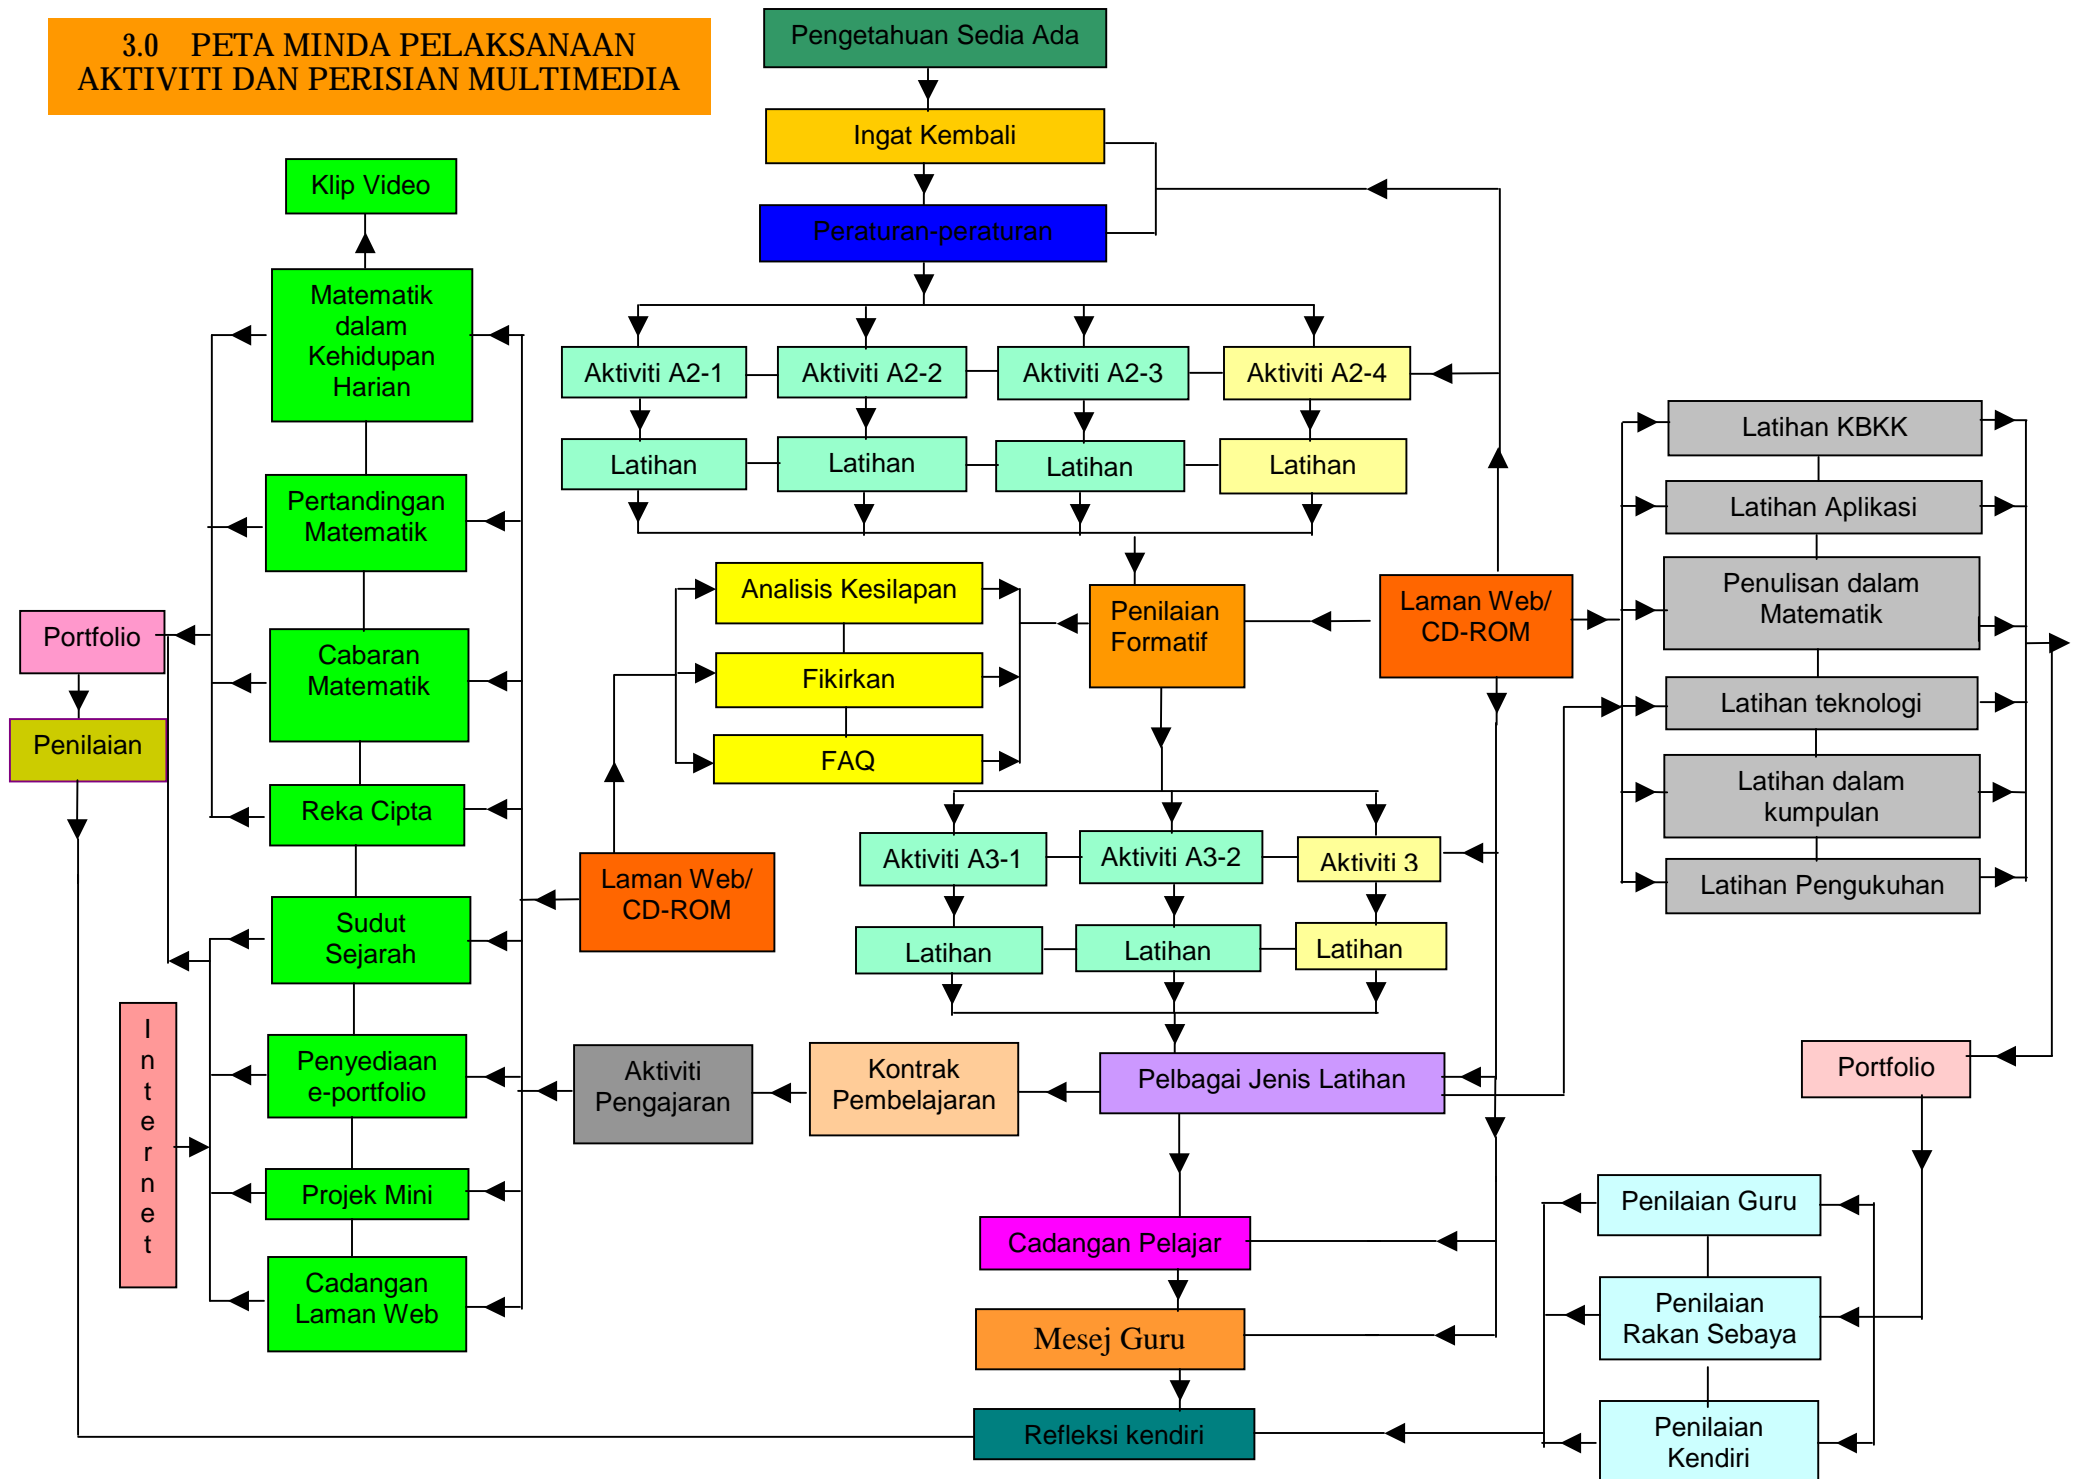 3.0 PETA MINDA PELAKSANAAN
AKTIVITI DAN PERISIAN MULTIMEDIA
Pengetahuan Sedia Ada
Ingat Kembali
Peraturan-peraturan
Klip Video
Matematik
dalam
Kehidupan
Harian
Pertandingan
Matematik
Cabaran
Matematik
Reka Cipta
Sudut
Sejarah
Penyediaan
e-portfolio
Projek Mini
Cadangan
Laman Web
Portfolio
Penilaian
I
n
t
e
r
n
e
t
Aktiviti A2-1
Aktiviti A2-2
Aktiviti A2-3
Aktiviti A2-4
Latihan
Latihan
Latihan
Latihan
Analisis Kesilapan
Fikirkan
FAQ
Penilaian
Formatif
Laman Web/
CD-ROM
Laman Web/
CD-ROM
Aktiviti A3-1
Aktiviti A3-2
Aktiviti 3
Latihan
Latihan
Latihan
Aktiviti
Pengajaran
Kontrak
Pembelajaran
Pelbagai Jenis Latihan
Cadangan Pelajar
Mesej Guru
Refleksi kendiri
Latihan KBKK
Latihan Aplikasi
Penulisan dalam
Matematik
Latihan teknologi
Latihan dalam
kumpulan
Latihan Pengukuhan
Portfolio
Penilaian Guru
Penilaian
Rakan Sebaya
Penilaian
Kendiri